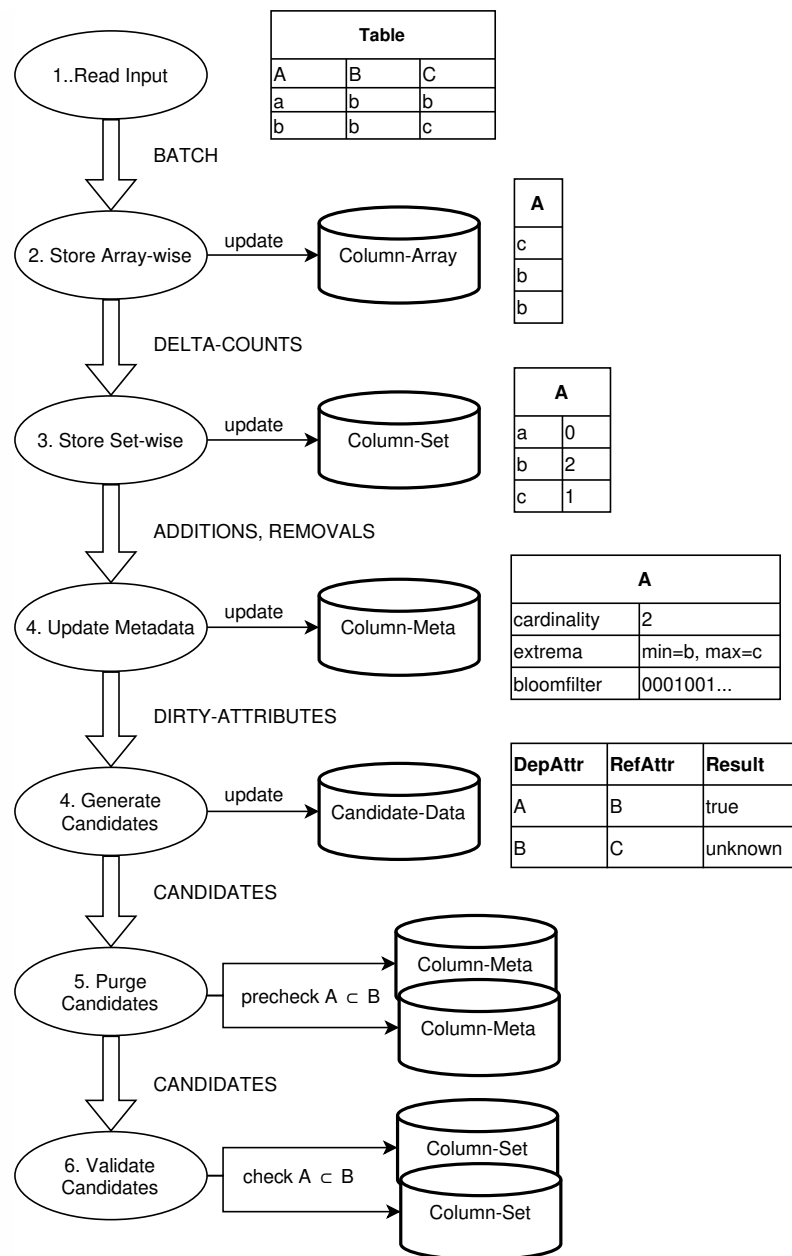 1..Read Input
Table
A B C
a b b
b b c
BATCH
2. Store Array-wise
update
Column-Array
A
c
b
b
DELTA-COUNTS
3. Store Set-wise
update
Column-Set
A
a 0
b 2
c 1
ADDITIONS, REMOVALS
4. Update Metadata
update
Column-Meta
A
cardinality 2
extrema min=b, max=c
bloomfilter 0001001...
DIRTY-ATTRIBUTES
4. Generate
Candidates
update
Candidate-Data
DepAttr RefAttr Result
A B true
B C unknown
CANDIDATES
5. Purge
Candidates
precheck A ⊂ B
Column-Meta
Column-Meta
CANDIDATES
6. Validate
Candidates
check A ⊂ B
Column-Set
Column-Set